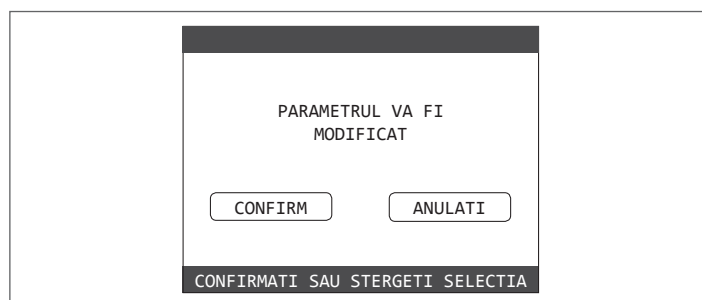 PARAMETRUL VA FI
MODIFICAT
CONFIRM ANULATI
CONFIRMATI SAU STERGETI SELECTIA